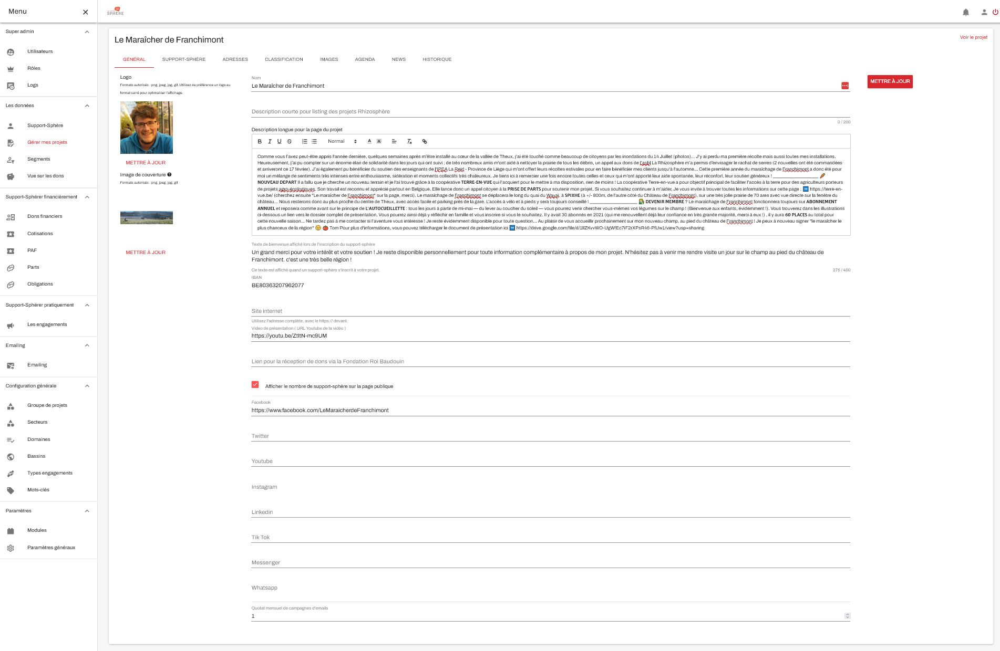 Menu
SPHÈRE
Super admin
Utilisateurs
Rôles
Logs
Les données
Support-Sphère
Gérer mes projets
Segments
Vue sur les dons
Support-Sphérer financièrement
Dons financiers
Cotisations
PAF
Parts
Obligations
Support-Sphérer pratiquement
Les engagements
Emailing
Emailing
Configuration générale
Groupe de projets
Secteurs
Domaines
Bassins
Types engagements
Mots-clés
Paramètres
Modules
Paramètres généraux
Le Maraîcher de Franchimont
Voir le projet
GÉNÉRAL SUPPORT-SPHÈRE ADRESSES CLASSIFICATION IMAGES AGENDA NEWS HISTORIQUE
Logo
Formats autorisés : png, jpeg, jpg, gif. Utilisez de préférence un logo au
format carré pour optimaliser l'affichage.
METTRE À JOUR
Image de couverture
Formats autorisés : png, jpeg, jpg, gif
METTRE À JOUR
Nom
Le Maraîcher de Franchimont
METTRE À JOUR
Description courte pour listing des projets Rhizosphère
0 / 200
Description longue pour la page du projet
Normal
Comme vous l'avez peut-être appris l'année dernière, quelques semaines après m'être installé au cœur de la vallée de Theux, j'ai été touché comme beaucoup de citoyens par les inondations du 14 Juillet (photos)... J'y ai perdu ma première récolte mais aussi toutes mes installations.
Heureusement, j'ai pu compter sur un énorme élan de solidarité dans les jours qui ont suivi : de très nombreux amis m'ont aidé à nettoyer la prairie de tous les débris, un appel aux dons de l'asbl La Rhizosphère m'a permis d'envisager le rachat de serres (2 nouvelles ont été commandées
et arriveront ce 17 février). J'ai également pu bénéficier du soutien des enseignants de l'IPEA La Reid - Province de Liège qui m'ont offert leurs récoltes estivales pour en faire bénéficier mes clients jusqu'à l'automne... Cette première année du maraîchage de Franchimont a donc été pour
moi un mélange de sentiments très intenses entre enthousiasme, sidération et moments collectifs très chaleureux. Je tiens ici à remercier une fois encore toutes celles et ceux qui m'ont apporté leur aide spontanée, leur réconfort, leur soutien généreux ! ___________________ 🥕
NOUVEAU DEPART Il a fallu que je cherche un nouveau terrain et je l'ai trouvé grâce à la coopérative TERRE-EN-VUE qui l'acquiert pour le mettre à ma disposition, rien de moins ! La coopérative Terre-en-vue a pour objectif principal de faciliter l'accès à la terre pour des agriculteurs porteurs
de projets agro-écologiques. Son travail est reconnu et apprécié partout en Belgique. Elle lance donc un appel citoyen à la PRISE DE PARTS pour soutenir mon projet. Si vous souhaitez continuer à m'aider, Je vous invite à trouver toutes les informations sur cette page : ➡️ https://terre-en-
vue.be/ (cherchez ensuite "Le maraîcher de Franchimont" sur la page, merci). Le maraîchage de Franchimont se déplacera le long du quai du Wayai, à SPIXHE (à +/- 800m, de l'autre côté du Château de Franchimont), sur une très jolie prairie de 70 ares avec vue directe sur la fenêtre du
château... Nous resterons donc au plus proche du centre de Theux, avec accès facile et parking près de la gare. L'accès à vélo et à pieds y sera toujours conseillé ! ___________________ 👨‍🌾 DEVENIR MEMBRE ? Le maraîchage de Franchimont fonctionnera toujours sur ABONNEMENT
ANNUEL et reposera comme avant sur le principe de L'AUTOCUEILLETTE : tous les jours à partir de mi-mai — du lever au coucher du soleil — vous pourrez venir chercher vous-mêmes vos légumes sur le champ ! (Bienvenue aux enfants, évidemment !). Vous trouverez dans les illustrations
ci-dessous un lien vers le dossier complet de présentation. Vous pourrez ainsi déjà y réfléchir en famille et vous inscrire si vous le souhaitez. Il y avait 30 abonnés en 2021 (qui me renouvellent déjà leur confiance en très grande majorité, merci à eux !) , il y aura 60 PLACES au total pour
cette nouvelle saison... Ne tardez pas à me contacter si l'aventure vous intéresse ! Je reste évidemment disponible pour toute question... Au plaisir de vous accueillir prochainement sur mon nouveau champ, au pied du château de Franchimont ! Je peux à nouveau signer "le maraîcher le
plus chanceux de la région" 😉 🍅 Tom Pour plus d'informations, vous pouvez télécharger le document de présentation ici ➡️ https://drive.google.com/file/d/1IlZKvvWO-UgWfEc7iF2rXPsR46-PfUw1/view?usp=sharing
Texte de bienvenue affiché lors de l'inscription du support-sphère
Un grand merci pour votre intérêt et votre soutien ! Je reste disponible personnellement pour toute information complémentaire à propos de mon projet. N'hésitez pas à venir me rendre visite un jour sur le champ au pied du château de
Franchimont. c'est une très belle région !
Ce texte est affiché quand un support-sphère s'inscrit à votre projet.
276 / 400
IBAN
BE80363207962077
Site internet
Utilisez l'adresse complète, avec le https:// devant.
Video de présentation ( URL Youtube de la vidéo )
https://youtu.be/ZtItN-mc9UM
Lien pour la réception de dons via la Fondation Roi Baudouin
Afficher le nombre de support-sphère sur la page publique
Facebook
https://www.facebook.com/LeMaraicherdeFranchimont
Twitter
Youtube
Instagram
Linkedin
Tik Tok
Messenger
Whatsapp
Quotat mensuel de campagnes d'emails
1